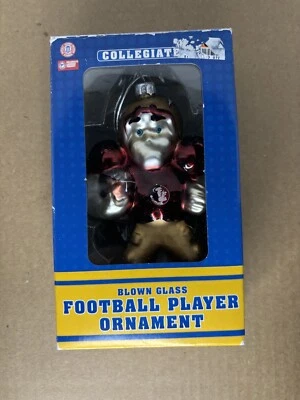 COLLEGIATE
BLOWN GLASS
FOOTBALL PLAYER
ORNAMENT